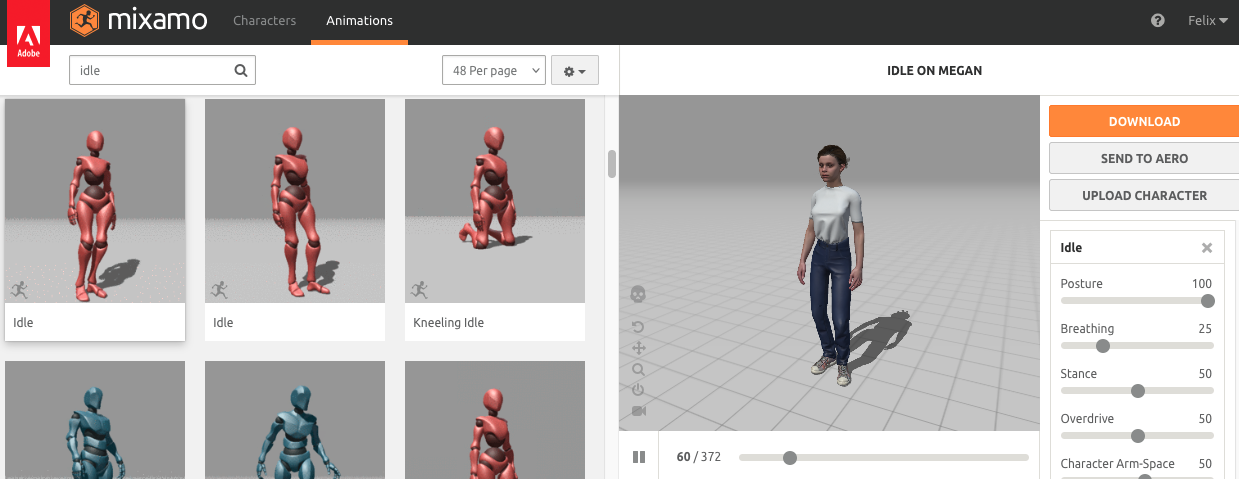 Adobe
mixamo
Characters
Animations
Felix
idle
48 Per page
IDLE ON MEGAN
DOWNLOAD
SEND TO AERO
UPLOAD CHARACTER
Idle
Idle
Kneeling Idle
Idle
Posture 100
Breathing 25
Stance 50
Overdrive 50
Character Arm-Space 50
60 / 372